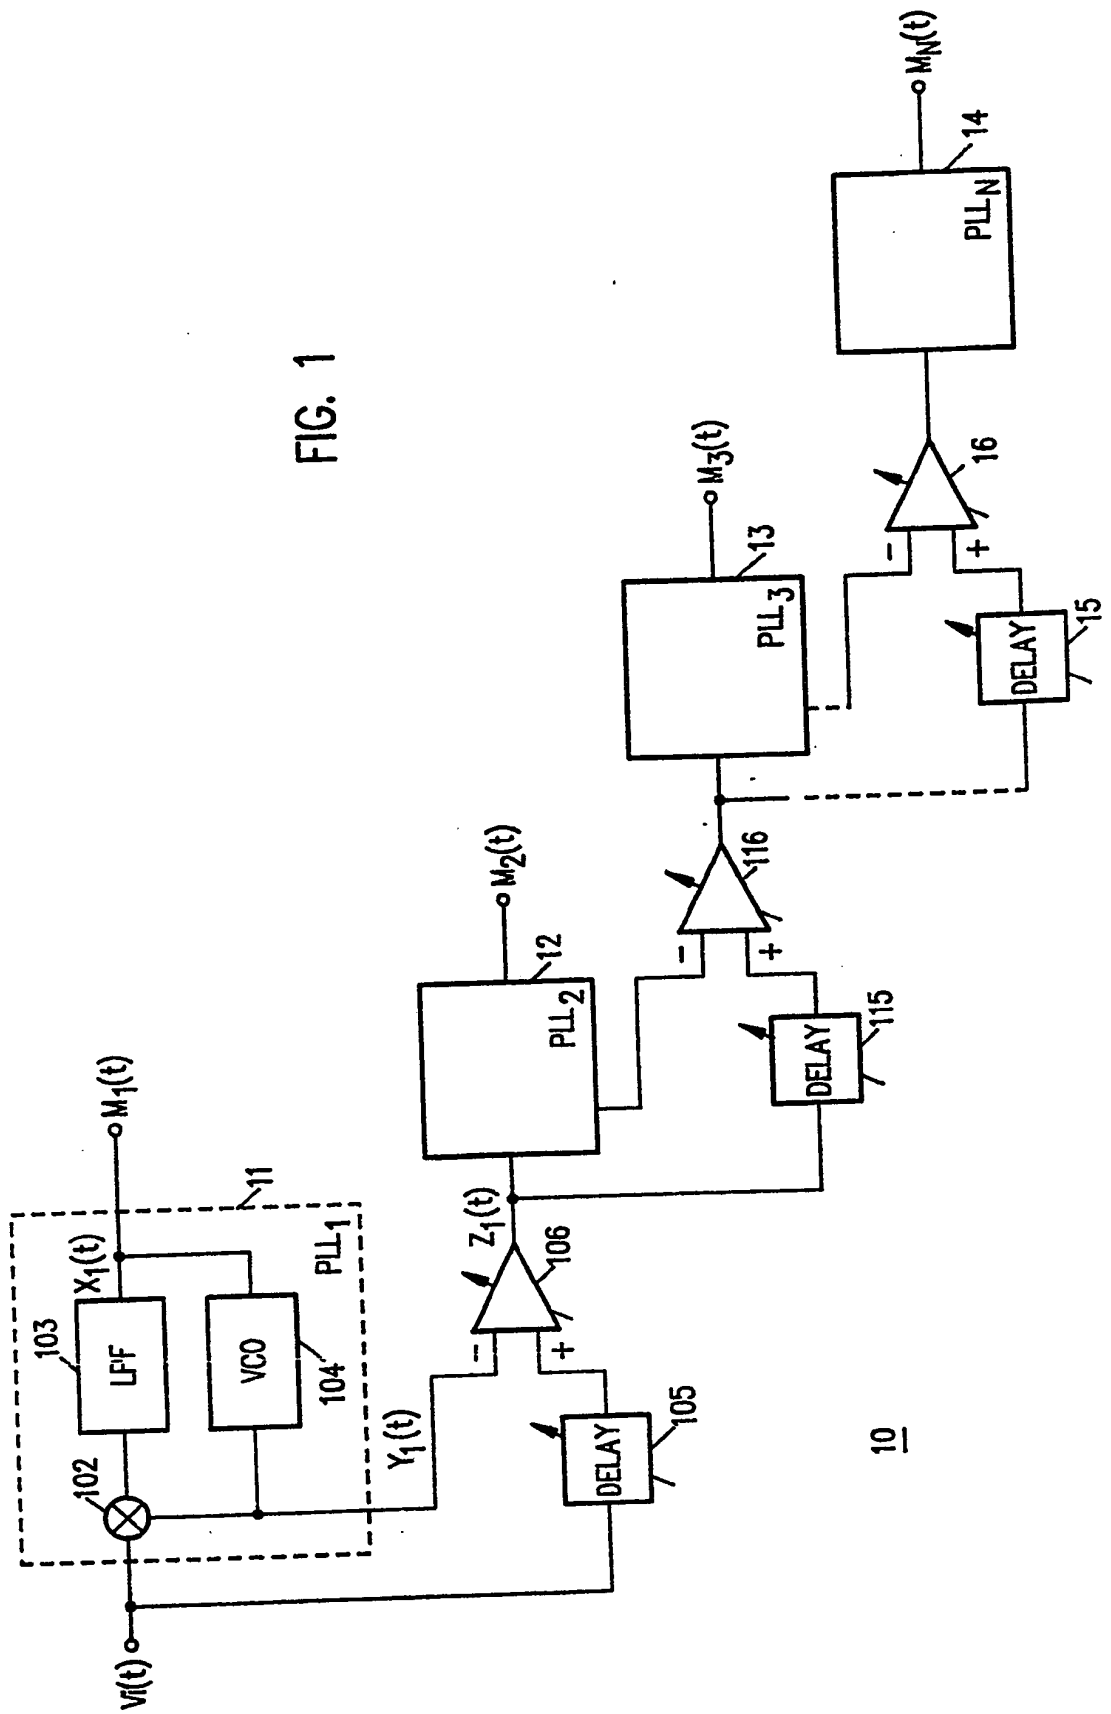 FIG. 1
Vi(t)
102
103
LPF
X1(t)
M1(t)
VCO
104
PLL1
11
Y1(t)
DELAY
105
-
+
106
Z1(t)
PLL2
12
M2(t)
DELAY
115
-
+
116
PLL3
13
M3(t)
DELAY
15
-
+
16
PLLN
14
MN(t)
10